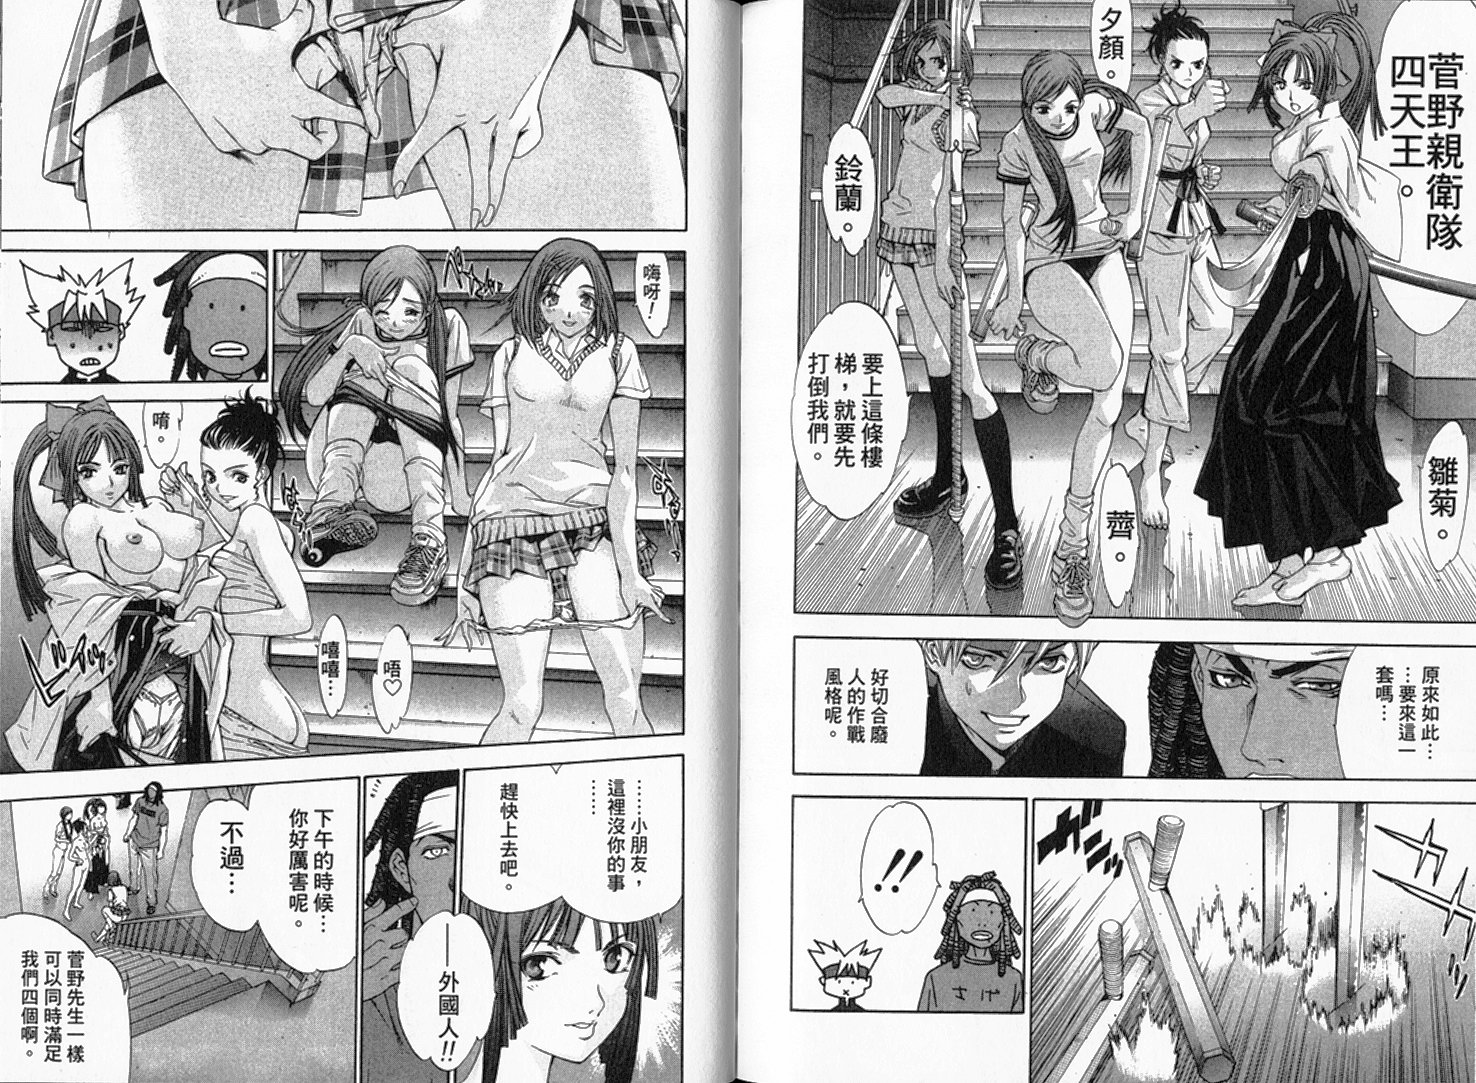 菅野親衛隊
四天王。
夕顏。
鈴蘭。
雛菊。
薺。
要上這條樓
梯，就要先
打倒我們。
原來如此…
…要來這一
套嗎…
好切合廢
人的作戰
風格呢。
!!
嗨呀！
唷。
唔♡
嘻嘻…
……小朋友，
這裡沒你的事
……
趕快上去吧。
──外國人!!
下午的時候…
你好厲害呢。
不過…
菅野先生一樣
可以同時滿足
我們四個啊。